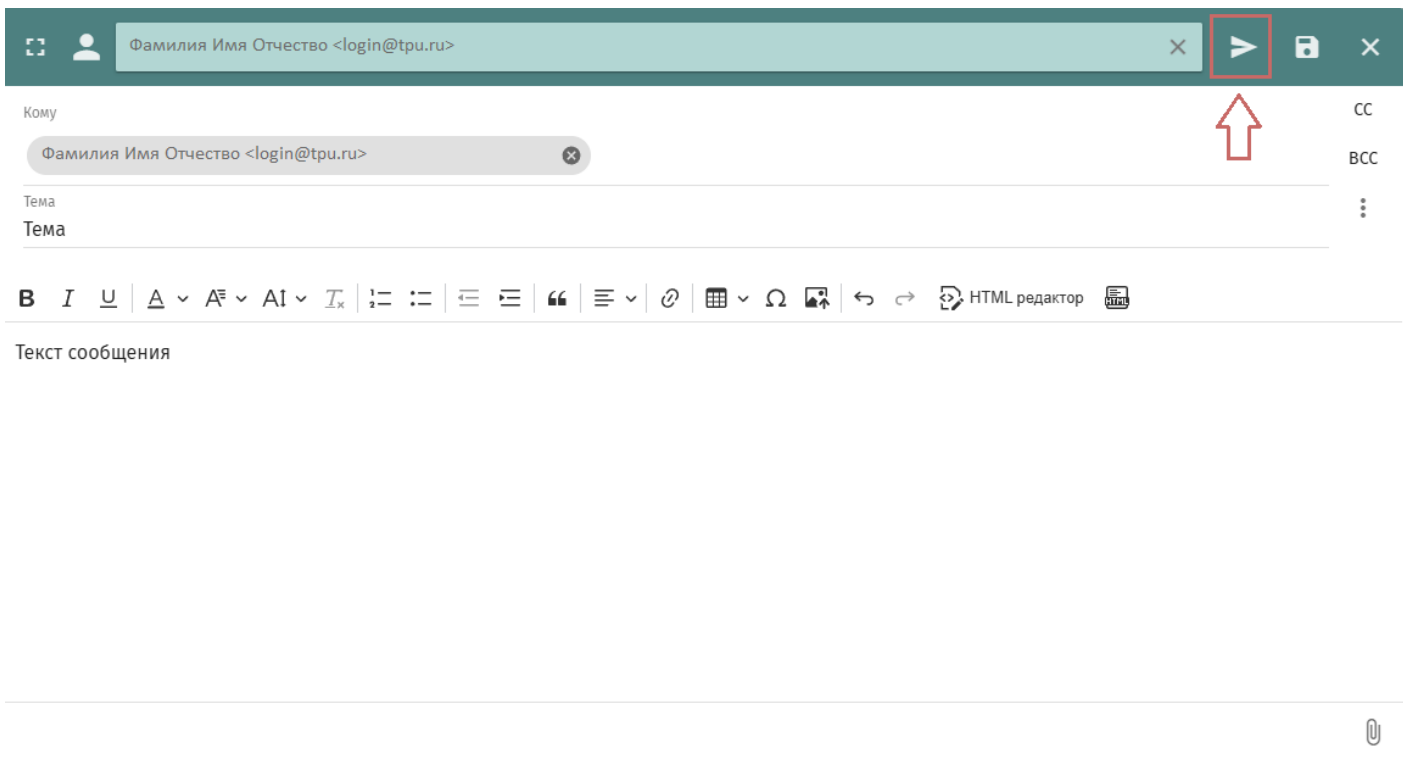 Фамилия Имя Отчество <login@tpu.ru>
Кому
CC
Фамилия Имя Отчество <login@tpu.ru>
BCC
Тема
Тема
HTML редактор
HTML
Текст сообщения